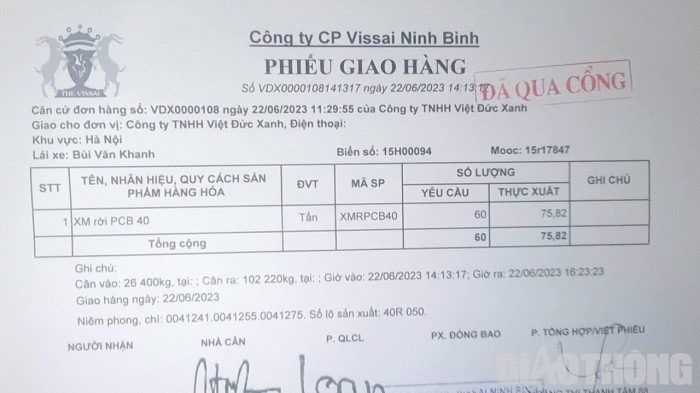 Công ty CP Vissai Ninh Bình
PHIẾU GIAO HÀNG
THE VISSAI
Số VDX0000108141317 ngày 22/06/2023 14:13:17
ĐÃ QUA CỔNG
Căn cứ đơn hàng số: VDX0000108 ngày 22/06/2023 11:29:55 của Công ty TNHH Việt Đức Xanh
Giao cho đơn vị: Công ty TNHH Việt Đức Xanh, Điện thoại:
Khu vực: Hà Nội
Lái xe: Bùi Văn Khanh Biển số: 15H00094 Mooc: 15r17847
STT TÊN, NHÃN HIỆU, QUY CÁCH SẢN PHẨM HÀNG HÓA ĐVT MÃ SP SỐ LƯỢNG GHI CHÚ
YÊU CẦU THỰC XUẤT
1 XM rời PCB 40 Tấn XMRPCB40 60 75,82
Tổng cộng 60 75,82
Ghi chú:
Cân vào: 26 400kg, tại: ; Cân ra: 102 220kg, tại: ; Giờ vào: 22/06/2023 14:13:17; Giờ ra: 22/06/2023 16:23:23
Giao hàng ngày: 22/06/2023
Niêm phong, chì: 0041241.0041255.0041275. Số lô sản xuất: 40R 050.
NGƯỜI NHẬN NHÀ CÂN P. QLCL PX. ĐÓNG BAO P. TỔNG HỢP/VIẾT PHIẾU
GIAOTHÔNG